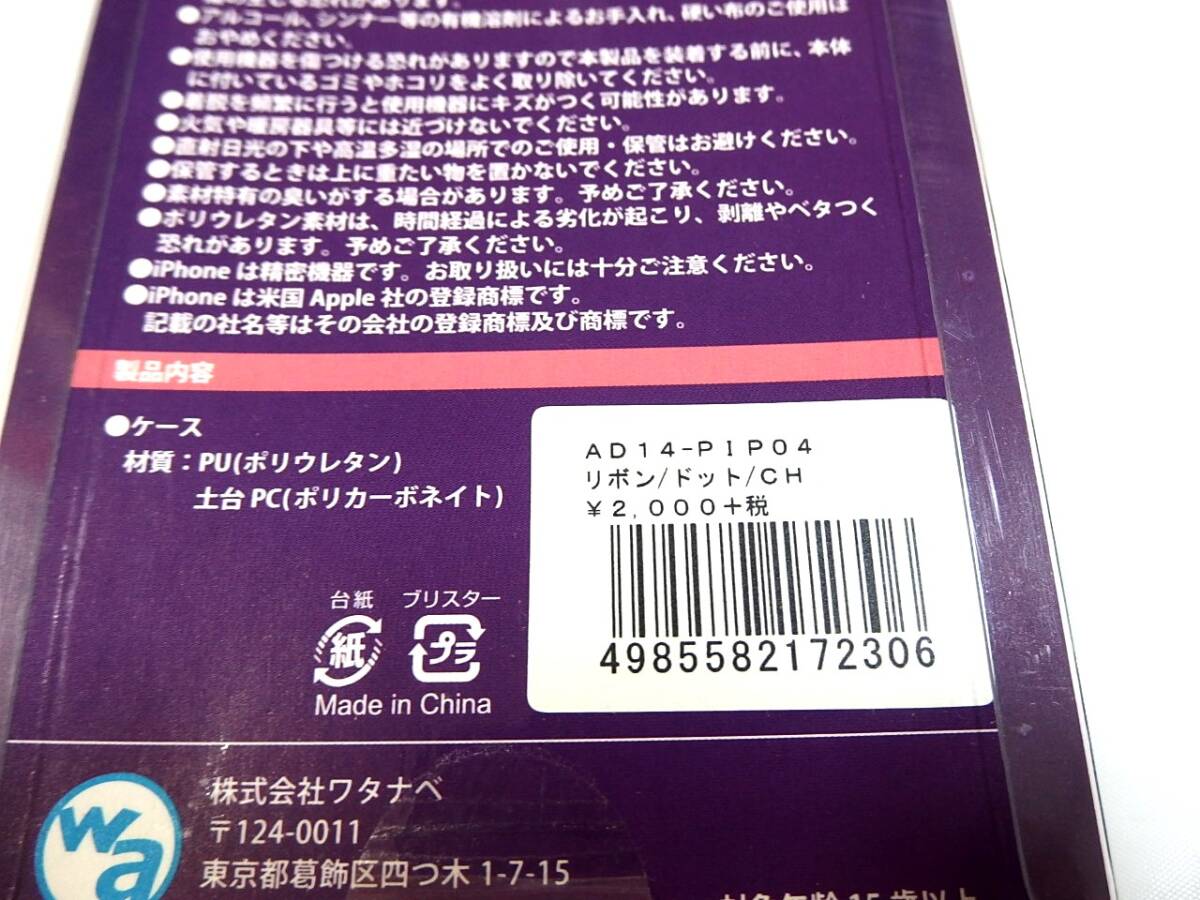 ●アルコール、シンナー等の有機溶剤によるお手入れ、硬い布のご使用は
おやめください。
●使用機器を傷つける恐れがありますので本製品を装着する前に、本体
に付いているゴミやホコリをよく取り除いてください。
●着脱を頻繁に行うと使用機器にキズがつく可能性があります。
●火気や暖房器具等には近づけないでください。
●直射日光の下や高温多湿の場所でのご使用・保管はお避けください。
●保管するときは上に重たい物を置かないでください。
●素材特有の臭いがする場合があります。予めご了承ください。
●ポリウレタン素材は、時間経過による劣化が起こり、剥離やベタつく
恐れがあります。予めご了承ください。
●iPhone は精密機器です。お取り扱いには十分ご注意ください。
●iPhone は米国 Apple 社の登録商標です。
記載の社名等はその会社の登録商標及び商標です。
製品内容
●ケース
材質：PU(ポリウレタン)
土台 PC(ポリカーボネイト)
AD14-PIP04
リボン/ドット/CH
¥2,000+税
4985582172306
台紙 ブリスター
紙 プラ
Made in China
wa
株式会社ワタナベ
〒124-0011
東京都葛飾区四つ木 1-7-15
対象年齢 15 歳以上